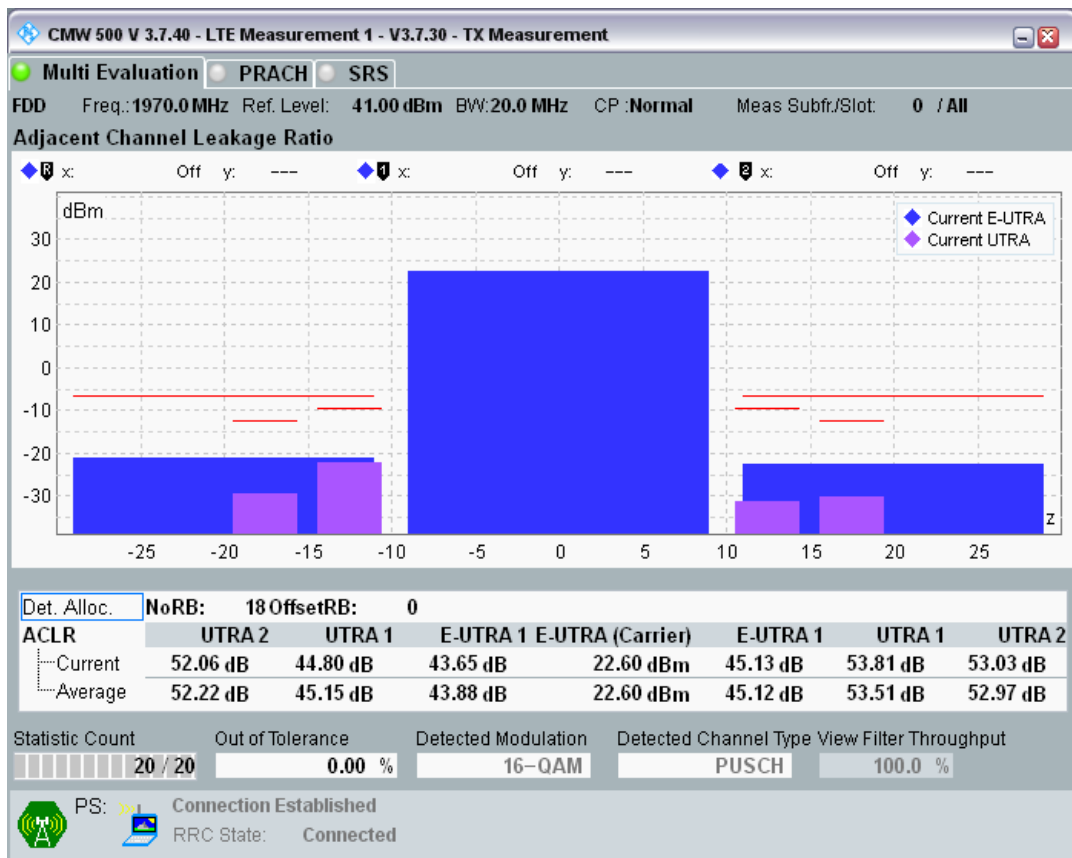 CMW 500 V 3.7.40 - LTE Measurement 1 - V3.7.30 - TX Measurement
Multi Evaluation PRACH SRS
FDD Freq.: 1970.0 MHz Ref. Level: 41.00 dBm BW: 20.0 MHz CP : Normal Meas Subfr./Slot: 0 / All
Adjacent Channel Leakage Ratio
R x: Off y: --- 1 x: Off y: --- 2 x: Off y: ---
dBm
Current E-UTRA
Current UTRA
30
20
10
0
-10
-20
-30
z
-25 -20 -15 -10 -5 0 5 10 15 20 25
Det. Alloc. NoRB: 18 OffsetRB: 0
ACLR UTRA 2 UTRA 1 E-UTRA 1 E-UTRA (Carrier) E-UTRA 1 UTRA 1 UTRA 2
Current 52.06 dB 44.80 dB 43.65 dB 22.60 dBm 45.13 dB 53.81 dB 53.03 dB
Average 52.22 dB 45.15 dB 43.88 dB 22.60 dBm 45.12 dB 53.51 dB 52.97 dB
Statistic Count Out of Tolerance Detected Modulation Detected Channel Type View Filter Throughput
20 / 20 0.00 % 16-QAM PUSCH 100.0 %
PS: Connection Established
RRC State: Connected